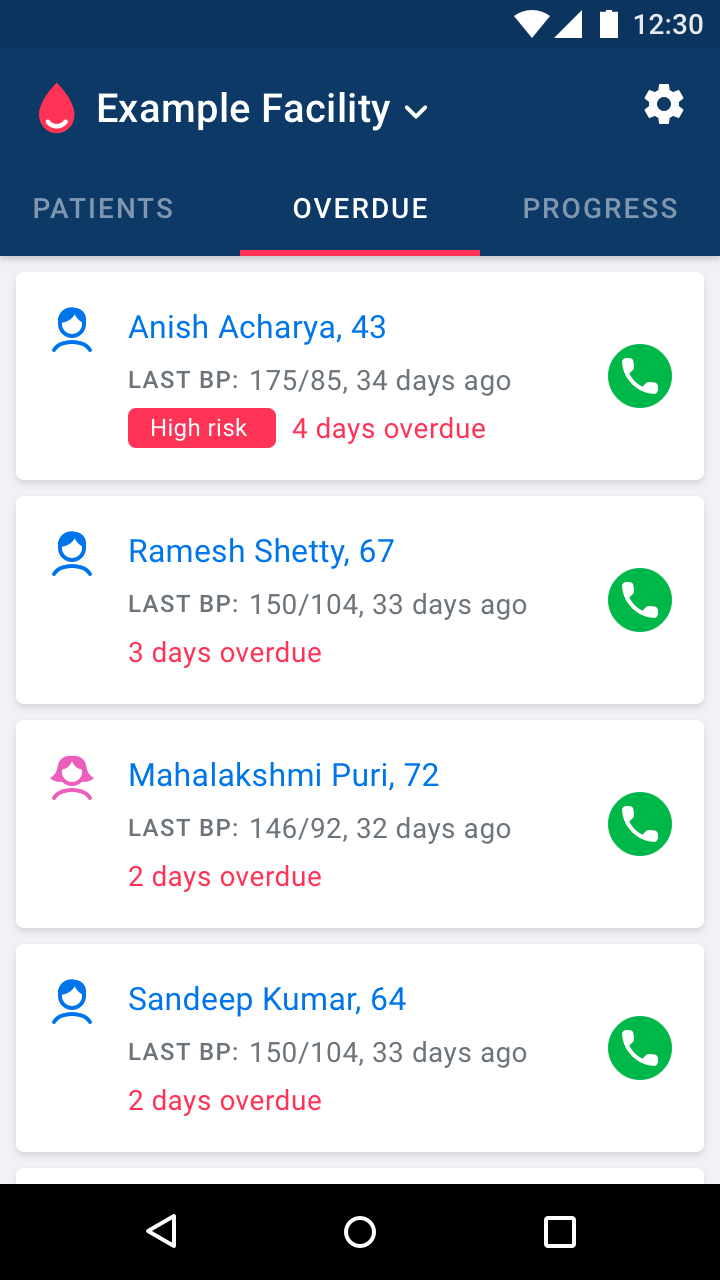 12:30
Example Facility
PATIENTS OVERDUE PROGRESS
Anish Acharya, 43
LAST BP: 175/85, 34 days ago
High risk 4 days overdue
Ramesh Shetty, 67
LAST BP: 150/104, 33 days ago
3 days overdue
Mahalakshmi Puri, 72
LAST BP: 146/92, 32 days ago
2 days overdue
Sandeep Kumar, 64
LAST BP: 150/104, 33 days ago
2 days overdue